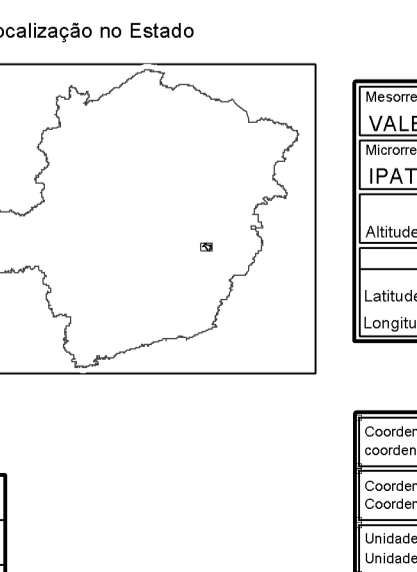 ocalização no Estado
Mesorre
VALE
Microrre
IPAT
Altitude
Latitude
Longitu
Coorden
coorden
Coorden
Coorden
Unidade
Unidade